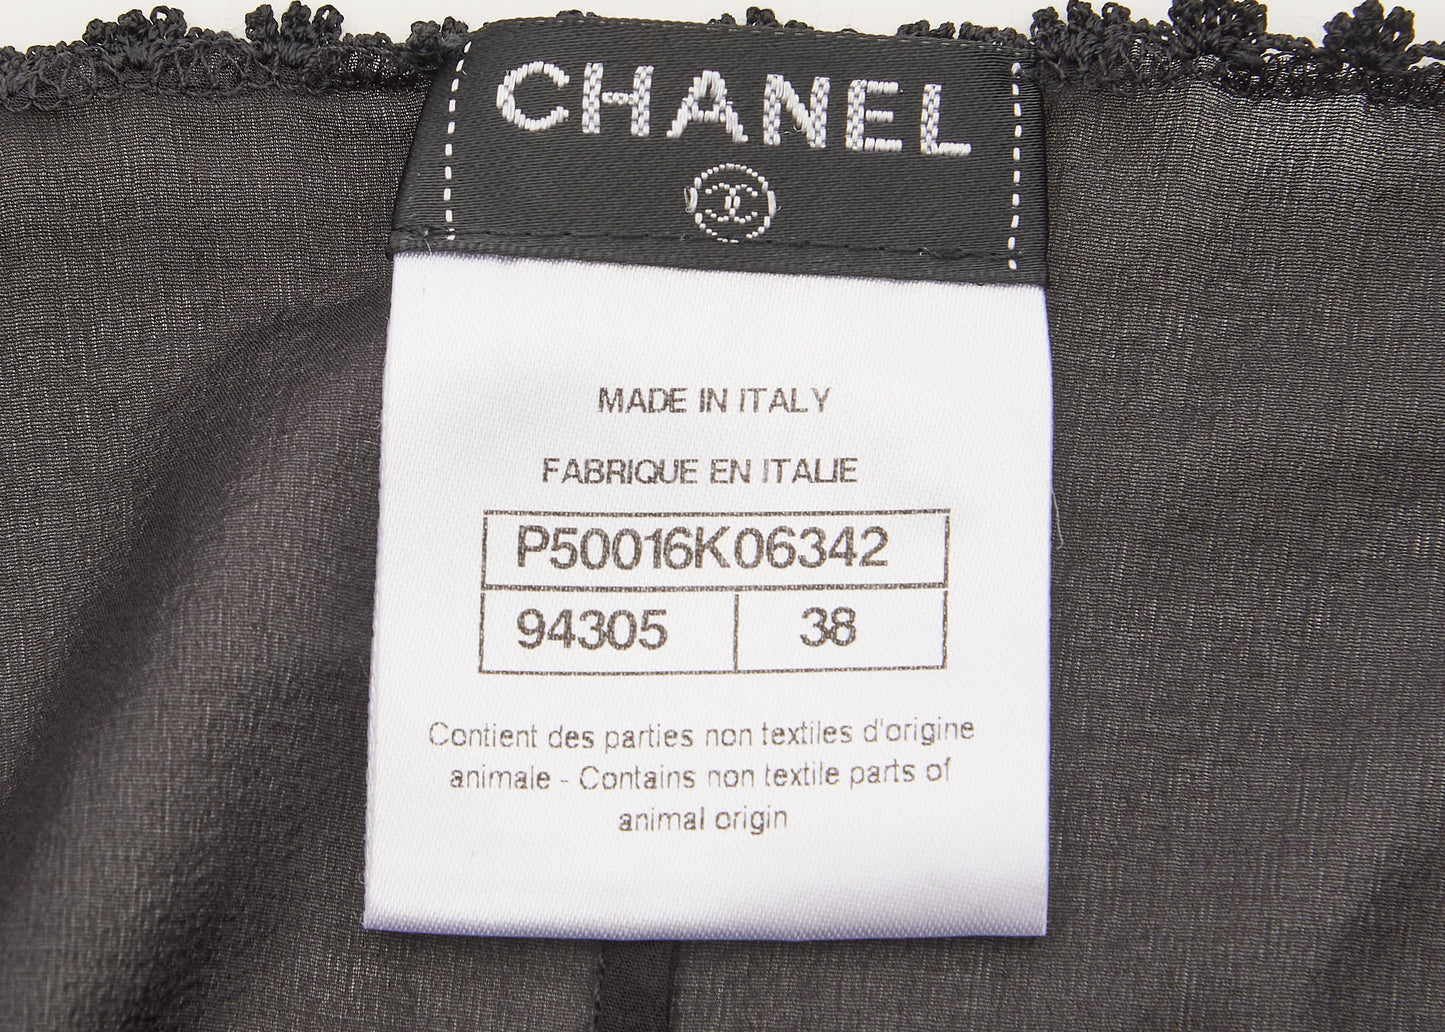 CHANEL
MADE IN ITALY
FABRIQUE EN ITALIE
P50016K06342
94305 38
Contient des parties non textiles d'origine
animale - Contains non textile parts of
animal origin